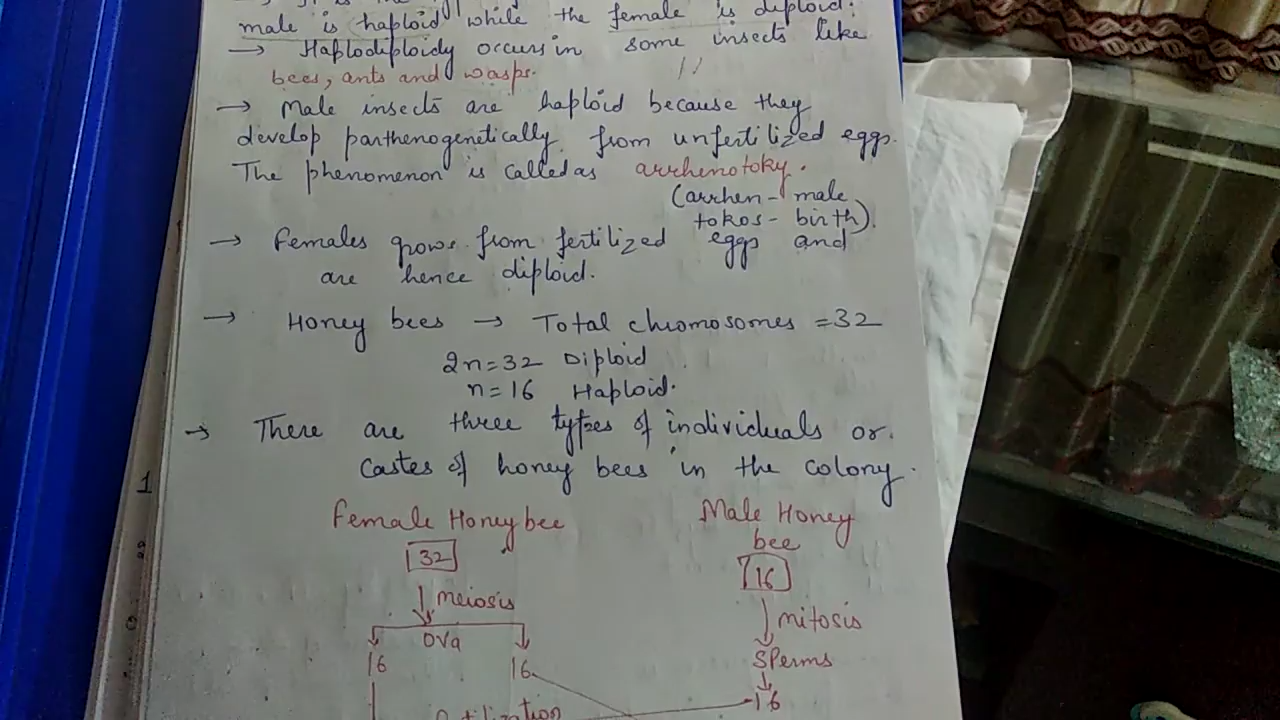 male is haploid while the female is diploid.
→ Haplodiploidy occurs in some insects like
bees, ants and wasps.
→ Male insects are haploid because they
develop parthenogenetically from unfertilized eggs.
The phenomenon is called as arrhenotoky.
(arrhen - male
tokos - birth).
→ Females grows from fertilized eggs and
are hence diploid.
→ Honey bees → Total chromosomes = 32
2n = 32 Diploid
n = 16 Haploid.
→ There are three types of individuals or
castes of honey bees in the colony.
Female Honey bee
Male Honey
bee
32
16
meiosis
mitosis
Ova
16 16
Sperms
16
1